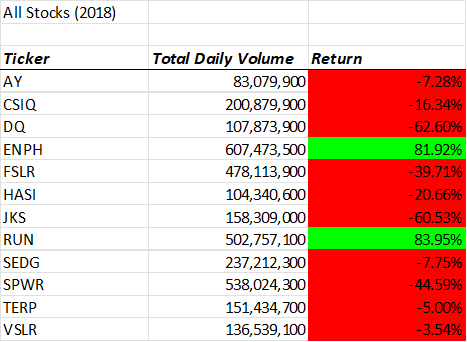 All Stocks (2018)
Ticker Total Daily Volume Return
AY 83,079,900 -7.28%
CSIQ 200,879,900 -16.34%
DQ 107,873,900 -62.60%
ENPH 607,473,500 81.92%
FSLR 478,113,900 -39.71%
HASI 104,340,600 -20.66%
JKS 158,309,000 -60.53%
RUN 502,757,100 83.95%
SEDG 237,212,300 -7.75%
SPWR 538,024,300 -44.59%
TERP 151,434,700 -5.00%
VSLR 136,539,100 -3.54%